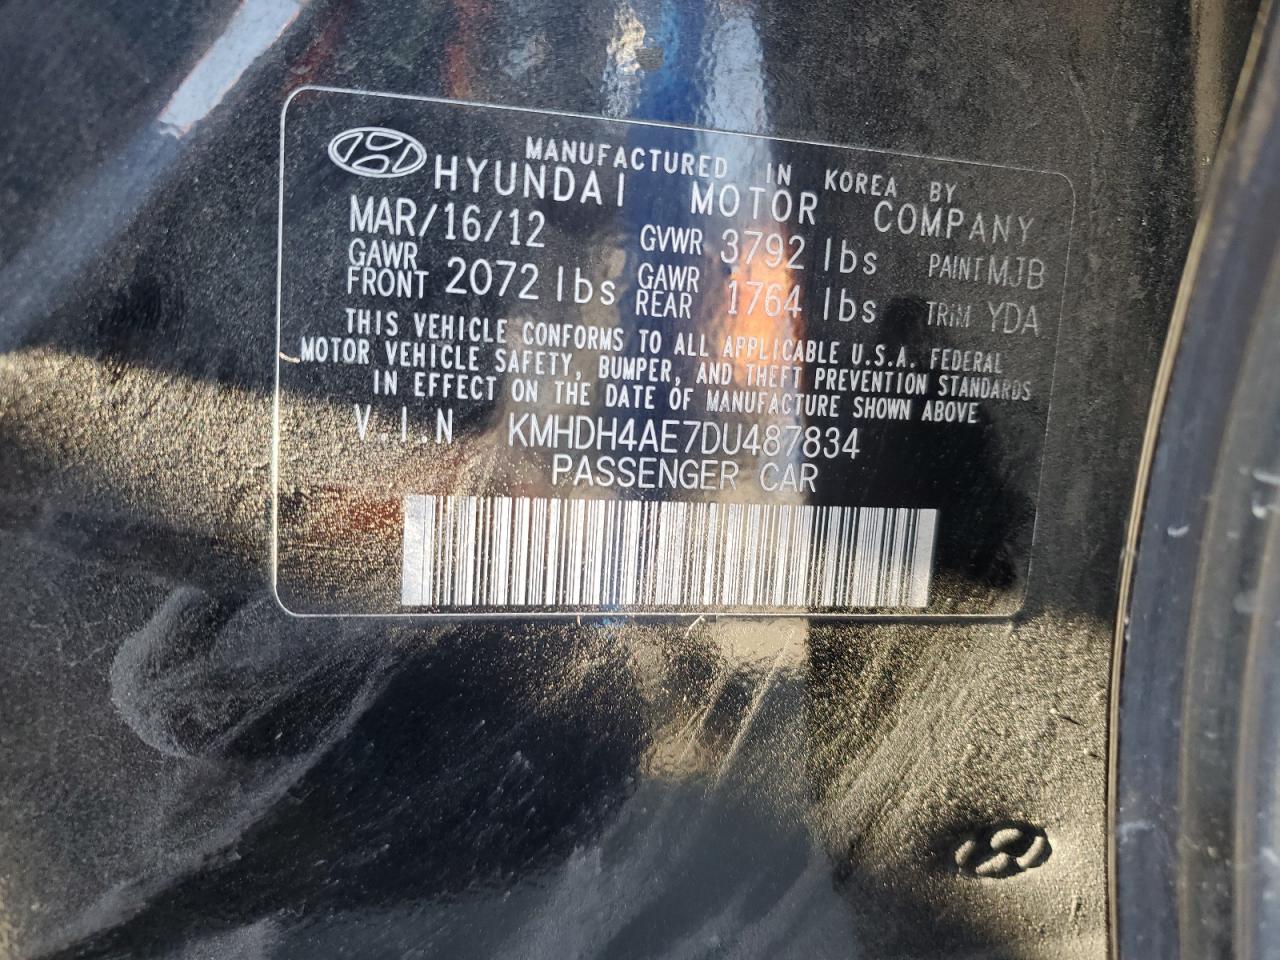 MANUFACTURED IN KOREA BY
HYUNDAI MOTOR COMPANY
MAR/16/12 GVWR 3792 lbs PAINT MJB
GAWR FRONT 2072 lbs GAWR REAR 1764 lbs TRIM YDA
THIS VEHICLE CONFORMS TO ALL APPLICABLE U.S.A. FEDERAL
MOTOR VEHICLE SAFETY, BUMPER, AND THEFT PREVENTION STANDARDS
IN EFFECT ON THE DATE OF MANUFACTURE SHOWN ABOVE
V.I.N KMHDH4AE7DU487834
PASSENGER CAR